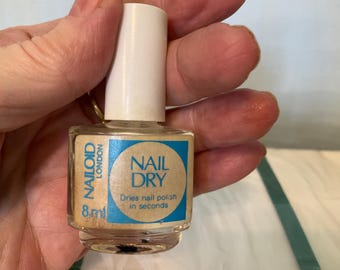 NAILOID
LONDON
8ml
NAIL
DRY
Dries nail polish
in seconds